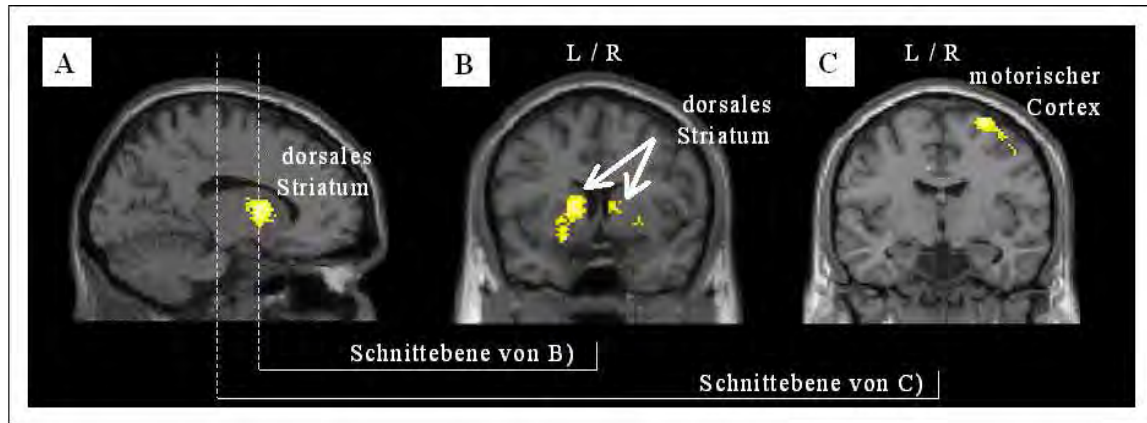 A
dorsales
Striatum
B
L / R
dorsales
Striatum
C
L / R
motorischer
Cortex
Schnittebene von B)
Schnittebene von C)